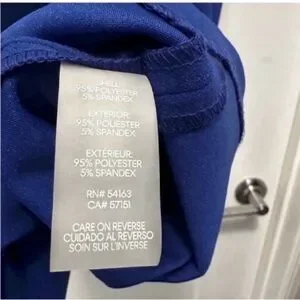 SHELL:
95% POLYESTER
5% SPANDEX
EXTERIOR:
95% POLIESTER
5% SPANDEX
EXTÉRIEUR:
95% POLYESTER
5% SPANDEX
RN# 54163
CA# 57151
CARE ON REVERSE
CUIDADO AL REVERSO
SOIN SUR L'INVERSE